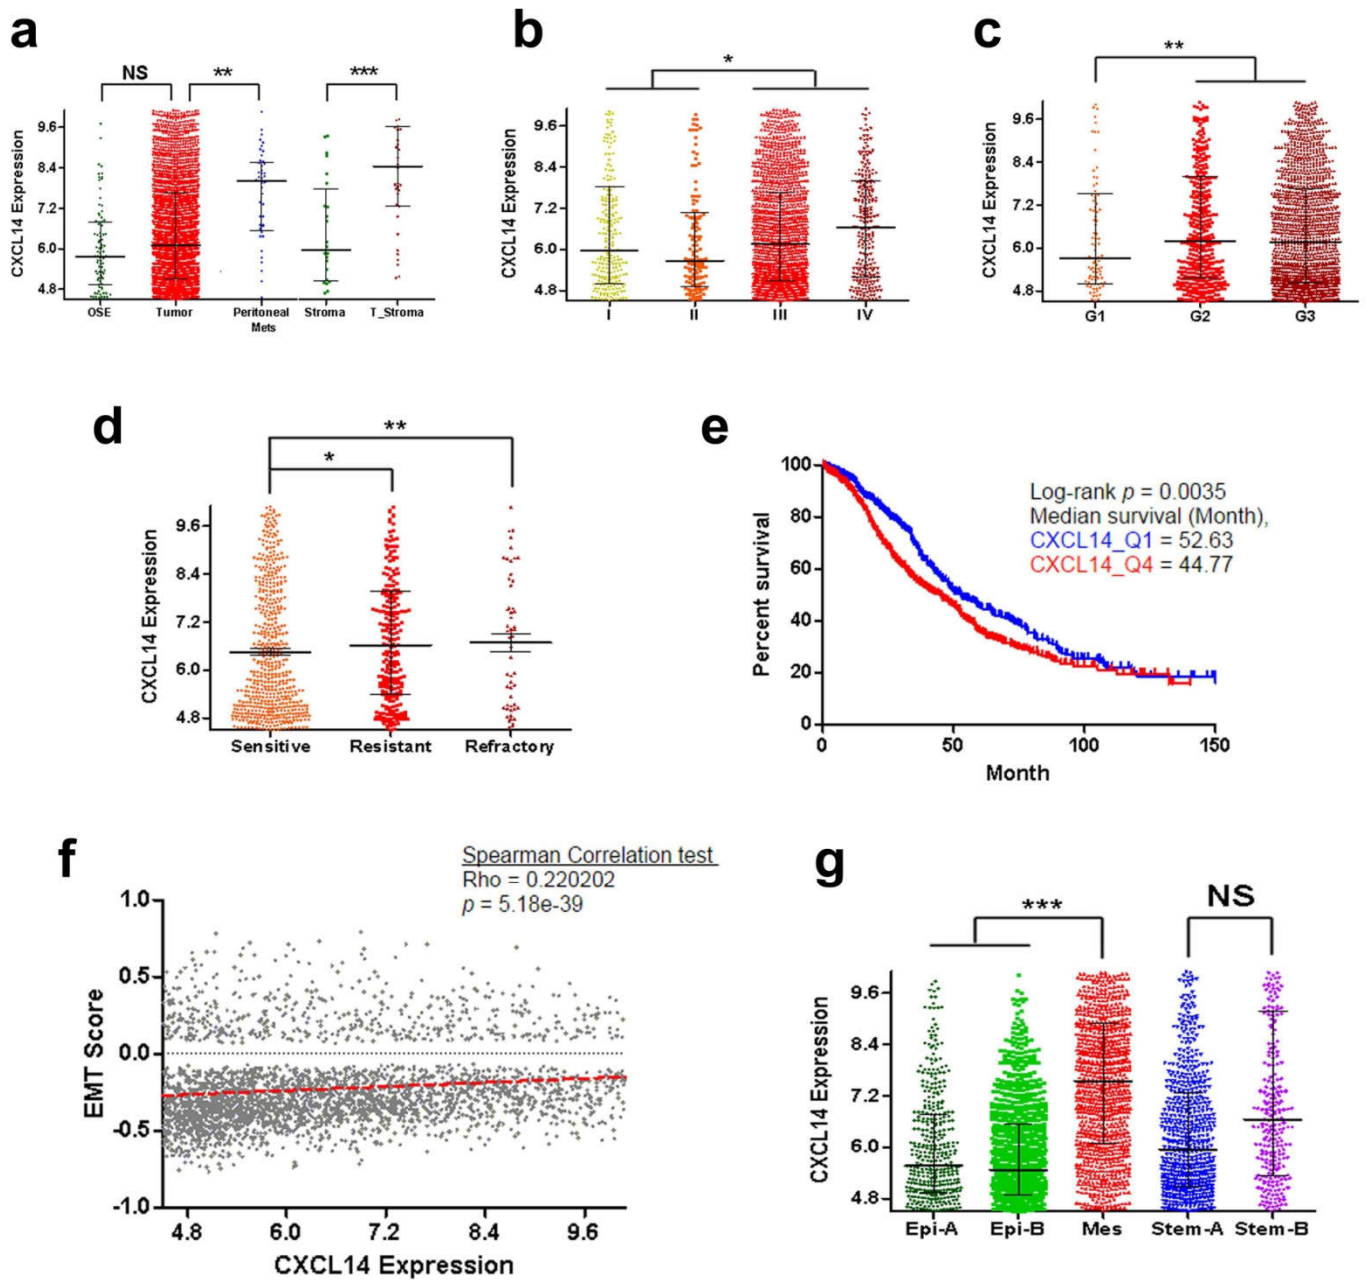 a
NS
**
***
CXCL14 Expression
9.6
8.4
7.2
6.0
4.8
OSE
Tumor
Peritoneal
Mets
Stroma
T_Stroma
b
*
CXCL14 Expression
9.6
8.4
7.2
6.0
4.8
I
II
III
IV
c
**
CXCL14 Expression
9.6
8.4
7.2
6.0
4.8
G1
G2
G3
d
**
*
CXCL14 Expression
9.6
8.4
7.2
6.0
4.8
Sensitive
Resistant
Refractory
e
Percent survival
100
80
60
40
20
0
0
50
100
150
Month
Log-rank p = 0.0035
Median survival (Month),
CXCL14_Q1 = 52.63
CXCL14_Q4 = 44.77
f
Spearman Correlation test
Rho = 0.220202
p = 5.18e-39
EMT Score
1.0
0.5
0.0
-0.5
-1.0
4.8
6.0
7.2
8.4
9.6
CXCL14 Expression
g
***
NS
CXCL14 Expression
9.6
8.4
7.2
6.0
4.8
Epi-A
Epi-B
Mes
Stem-A
Stem-B